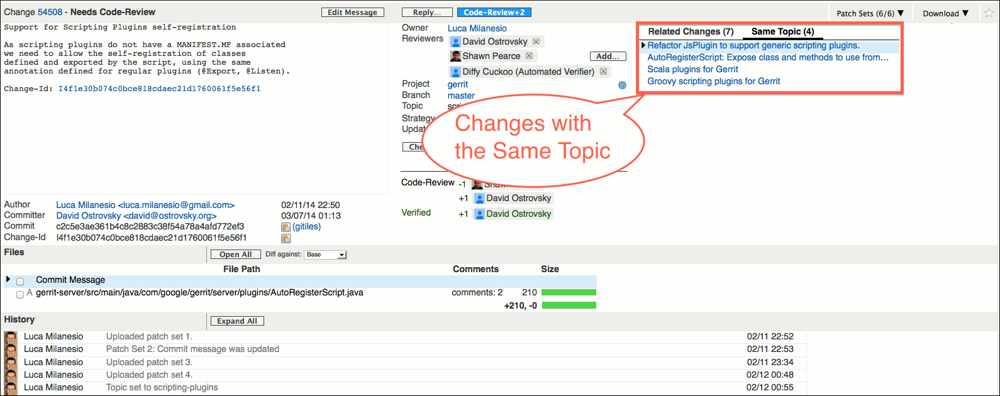 Change 54508 - Needs Code-Review
Edit Message
Reply...
Code-Review+2
Patch Sets (6/6) ▼
Download ▼
Support for Scripting Plugins self-registration
As scripting plugins do not have a MANIFEST.MF associated
we need to allow the self-registration of classes
defined and exported by the script, using the same
annotation defined for regular plugins (@Export, @Listen).
Change-Id: I4f1e30b074c0bce818cdaec21d1760061f5e56f1
Owner Luca Milanesio
Reviewers David Ostrovsky
Shawn Pearce
Add...
Diffy Cuckoo (Automated Verifier)
Project gerrit
Branch master
Topic
Strategy
Related Changes (7) Same Topic (4)
Refactor JsPlugin to support generic scripting plugins.
AutoRegisterScript: Expose class and methods to use from...
Scala plugins for Gerrit
Groovy scripting plugins for Gerrit
Changes with
the Same Topic
Code-Review -1
+1 David Ostrovsky
Verified +1 David Ostrovsky
Author Luca Milanesio <luca.milanesio@gmail.com> 02/11/14 22:50
Committer David Ostrovsky <david@ostrovsky.org> 03/07/14 01:13
Commit c2c5e3ae361b4c8c2883c38f54a78a4afd772ef3 (gitiles)
Change-Id I4f1e30b074c0bce818cdaec21d1760061f5e56f1
Files Open All Diff against: Base
File Path Comments Size
Commit Message
A gerrit-server/src/main/java/com/google/gerrit/server/plugins/AutoRegisterScript.java comments: 2 210
+210, -0
History Expand All
Luca Milanesio Uploaded patch set 1. 02/11 22:52
Luca Milanesio Patch Set 2: Commit message was updated 02/11 22:53
Luca Milanesio Uploaded patch set 3. 02/11 23:34
Luca Milanesio Uploaded patch set 4. 02/12 00:48
Luca Milanesio Topic set to scripting-plugins 02/12 00:55